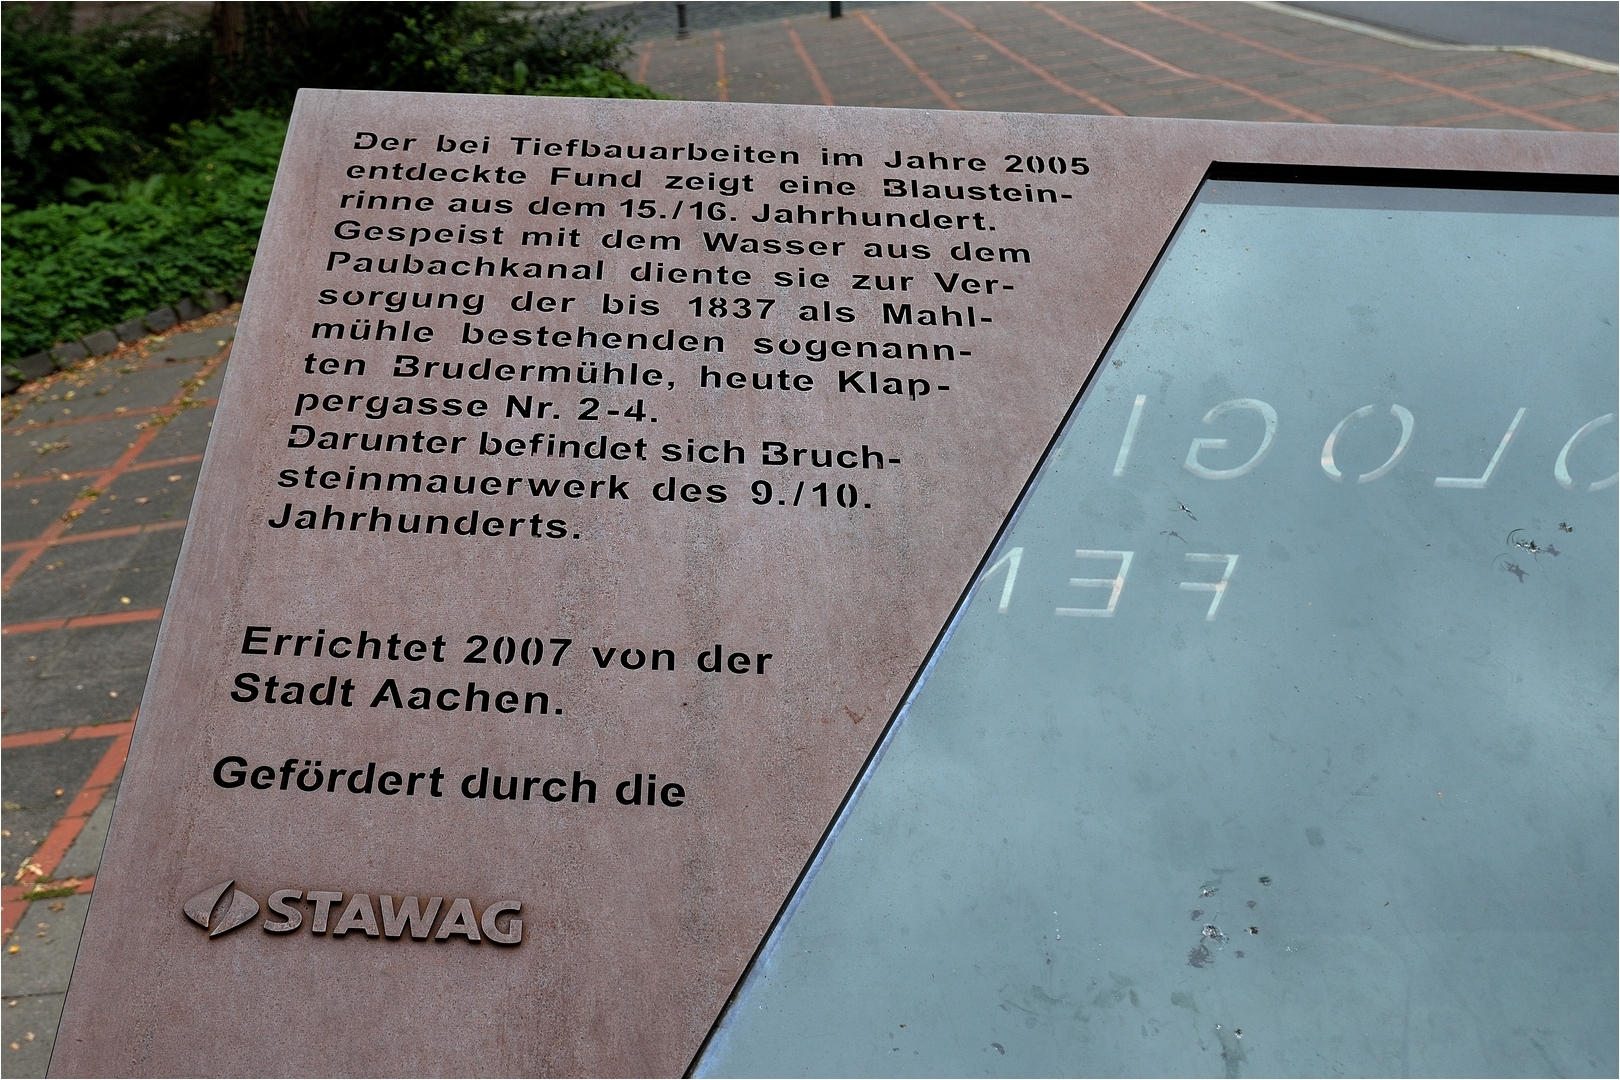 Der bei Tiefbauarbeiten im Jahre 2005
entdeckte Fund zeigt eine Blaustein-
rinne aus dem 15./16. Jahrhundert.
Gespeist mit dem Wasser aus dem
Paubachkanal diente sie zur Ver-
sorgung der bis 1837 als Mahl-
mühle bestehenden sogenann-
ten Brudermühle, heute Klap-
pergasse Nr. 2-4.
Darunter befindet sich Bruch-
steinmauerwerk des 9./10.
Jahrhunderts.
Errichtet 2007 von der
Stadt Aachen.
Gefördert durch die
STAWAG